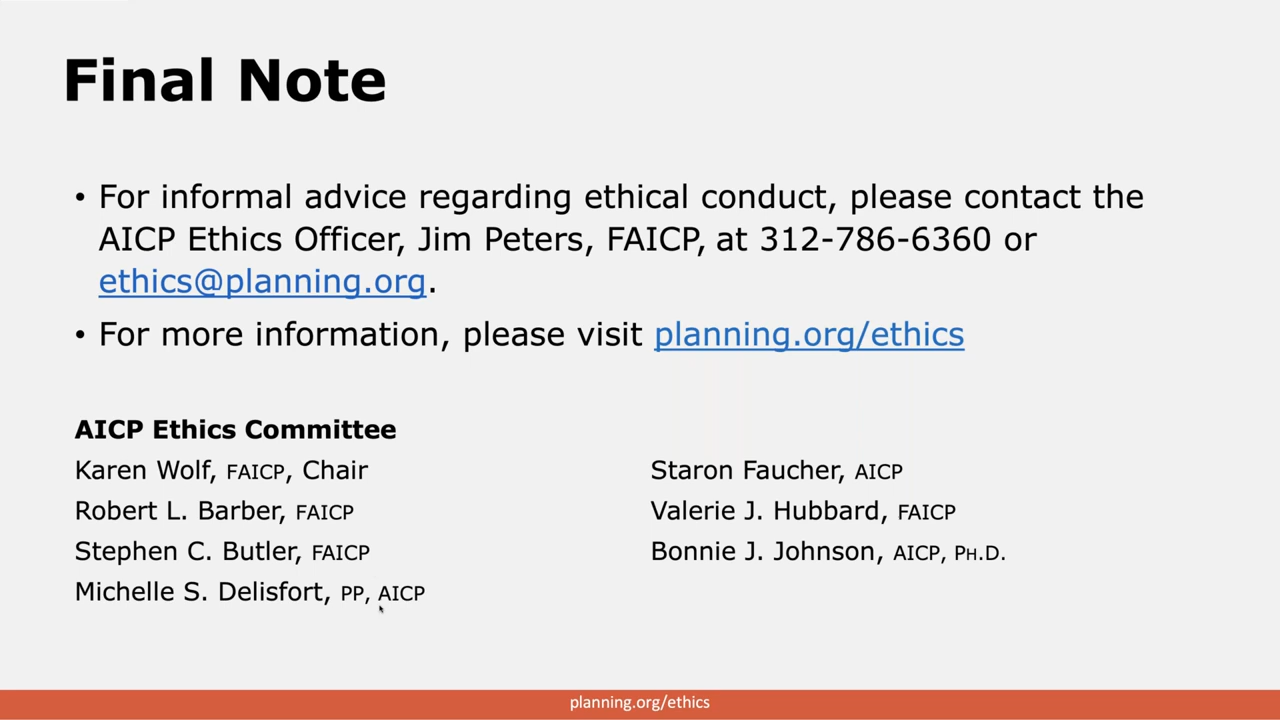 Final Note
• For informal advice regarding ethical conduct, please contact the
AICP Ethics Officer, Jim Peters, FAICP, at 312-786-6360 or
ethics@planning.org.
• For more information, please visit planning.org/ethics
AICP Ethics Committee
Karen Wolf, FAICP, Chair
Robert L. Barber, FAICP
Stephen C. Butler, FAICP
Michelle S. Delisfort, PP, AICP
Staron Faucher, AICP
Valerie J. Hubbard, FAICP
Bonnie J. Johnson, AICP, PH.D.
planning.org/ethics